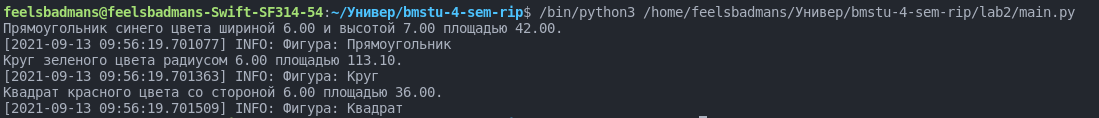 feelsbadmans@feelsbadmans-Swift-SF314-54:~/Универ/bmstu-4-sem-rip$ /bin/python3 /home/feelsbadmans/Универ/bmstu-4-sem-rip/lab2/main.py
Прямоугольник синего цвета шириной 6.00 и высотой 7.00 площадью 42.00.
[2021-09-13 09:56:19.701077] INFO: Фигура: Прямоугольник
Круг зеленого цвета радиусом 6.00 площадью 113.10.
[2021-09-13 09:56:19.701363] INFO: Фигура: Круг
Квадрат красного цвета со стороной 6.00 площадью 36.00.
[2021-09-13 09:56:19.701509] INFO: Фигура: Квадрат